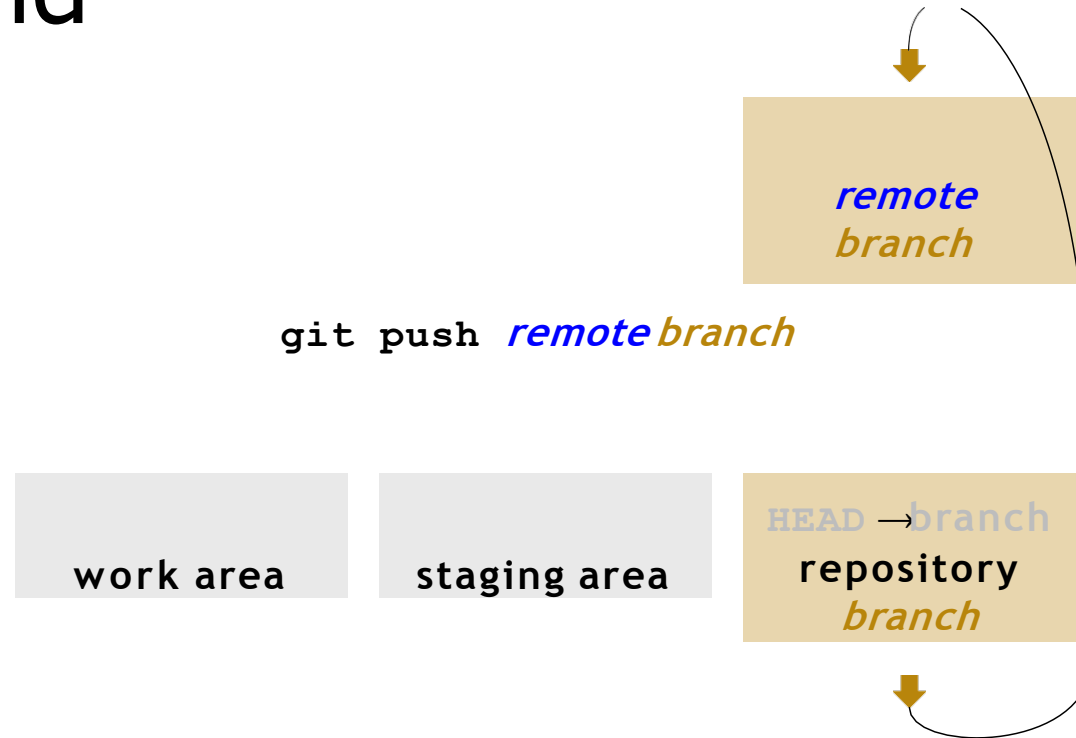 remote
branch
git push remote branch
HEAD → branch
work area staging area repository
branch